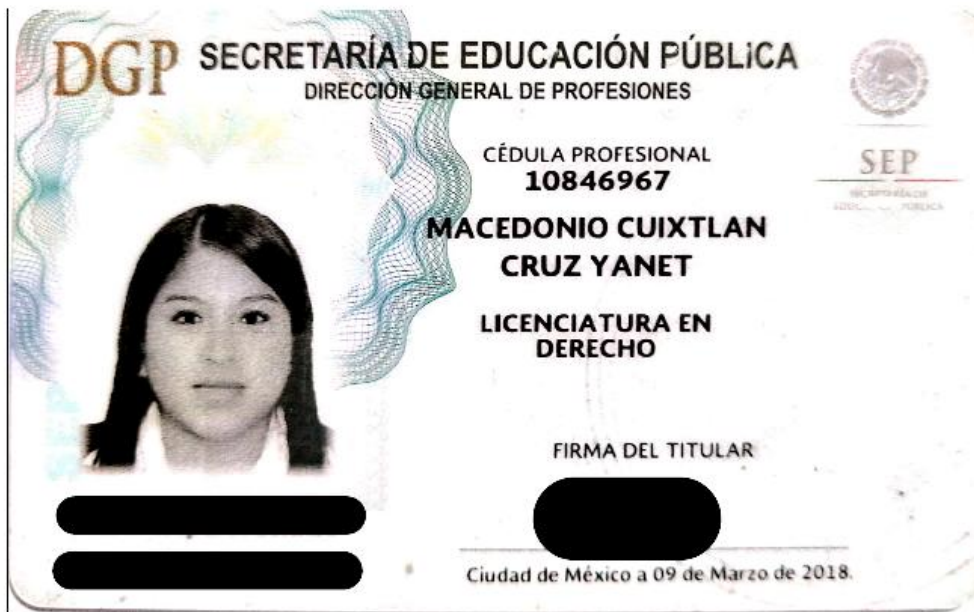 DGP
SECRETARÍA DE EDUCACIÓN PÚBLICA
DIRECCIÓN GENERAL DE PROFESIONES
CÉDULA PROFESIONAL
10846967
SEP
MACEDONIO CUIXTLAN
CRUZ YANET
LICENCIATURA EN
DERECHO
FIRMA DEL TITULAR
Ciudad de México a 09 de Marzo de 2018.